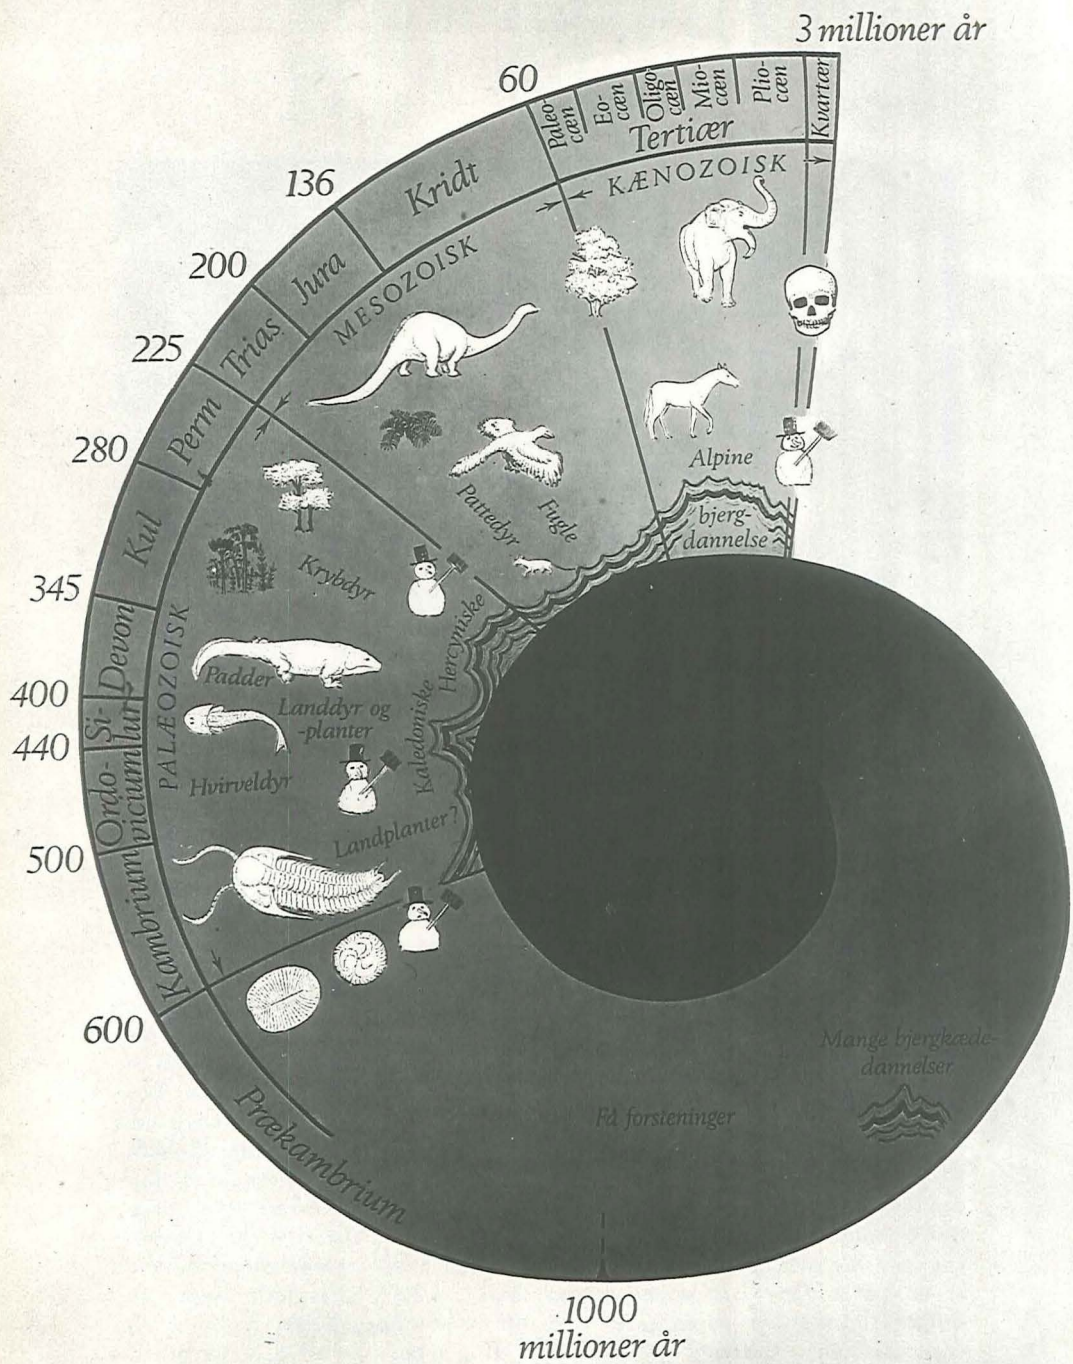 3 millioner år
60
136
200
225
280
345
400
440
500
600
1000
millioner år
Kvartær
Plio-
cæn
Mio-
cæn
Oligo-
cæn
Eo-
cæn
Paleo-
cæn
Tertiær
Kridt
Jura
Trias
Perm
Kul
Devon
Si-
lur
Ordo-
vicium
Kambrium
Prækambrium
KÆNOZOISK
MESOZOISK
PALÆOZOISK
Alpine
bjerg-
dannelse
Fugle
Pattedyr
Krybdyr
Hercyniske
Kaledoniske
Padder
Landdyr og
-planter
Hvirveldyr
Landplanter?
Mange bjergkæde-
dannelser
Få forsteninger